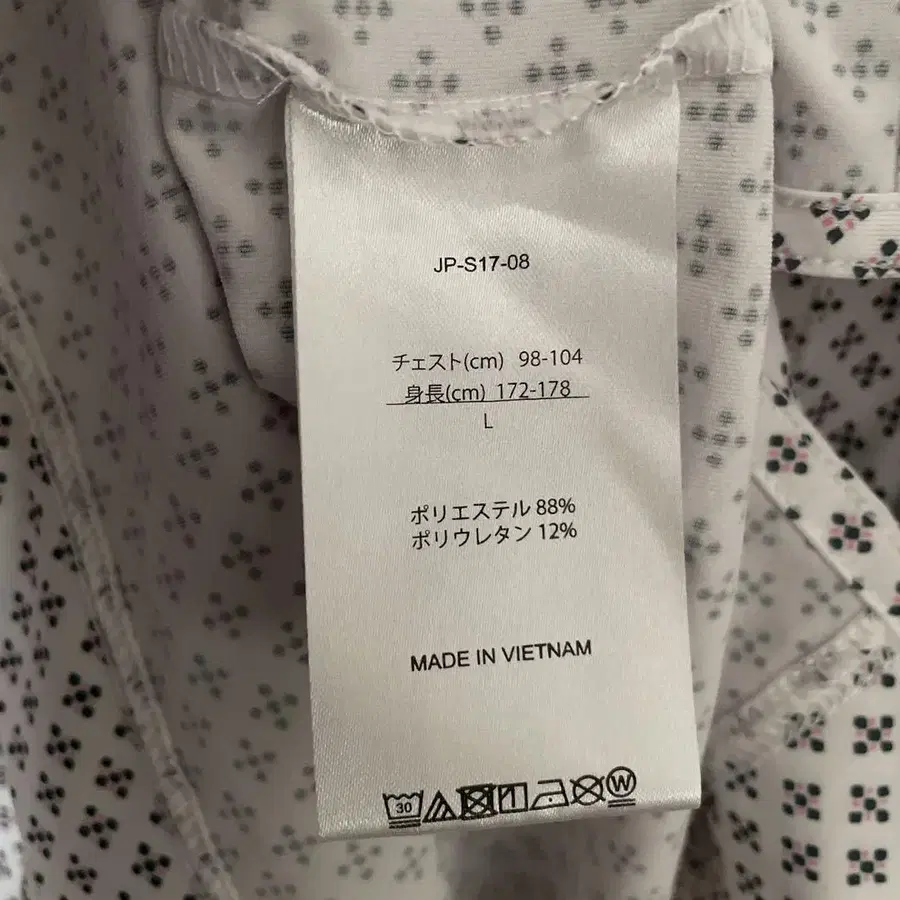 JP-S17-08
チェスト(cm) 98-104
身長(cm) 172-178
L
ポリエステル 88%
ポリウレタン 12%
MADE IN VIETNAM
30 W